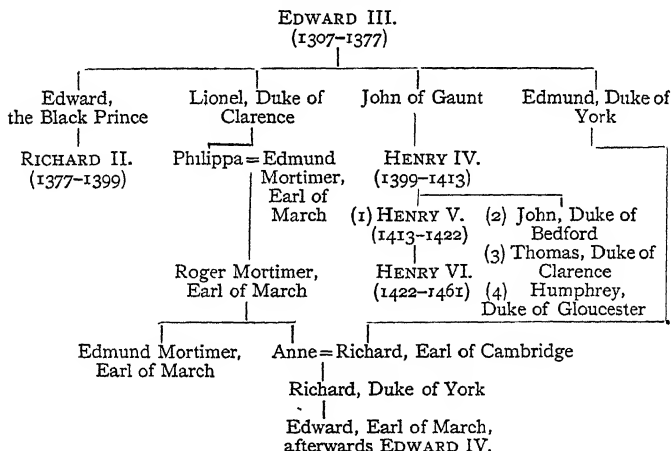 EDWARD III.
(1307–1377)
Edward, the Black Prince
Lionel, Duke of Clarence
John of Gaunt
Edmund, Duke of York
RICHARD II.
(1377–1399)
Philippa = Edmund Mortimer, Earl of March
HENRY IV.
(1399–1413)
(1) HENRY V.
(1413–1422)
(2) John, Duke of Bedford
(3) Thomas, Duke of Clarence
(4) Humphrey, Duke of Gloucester
HENRY VI.
(1422–1461)
Roger Mortimer, Earl of March
Edmund Mortimer, Earl of March
Anne = Richard, Earl of Cambridge
Richard, Duke of York
Edward, Earl of March,
afterwards EDWARD IV.